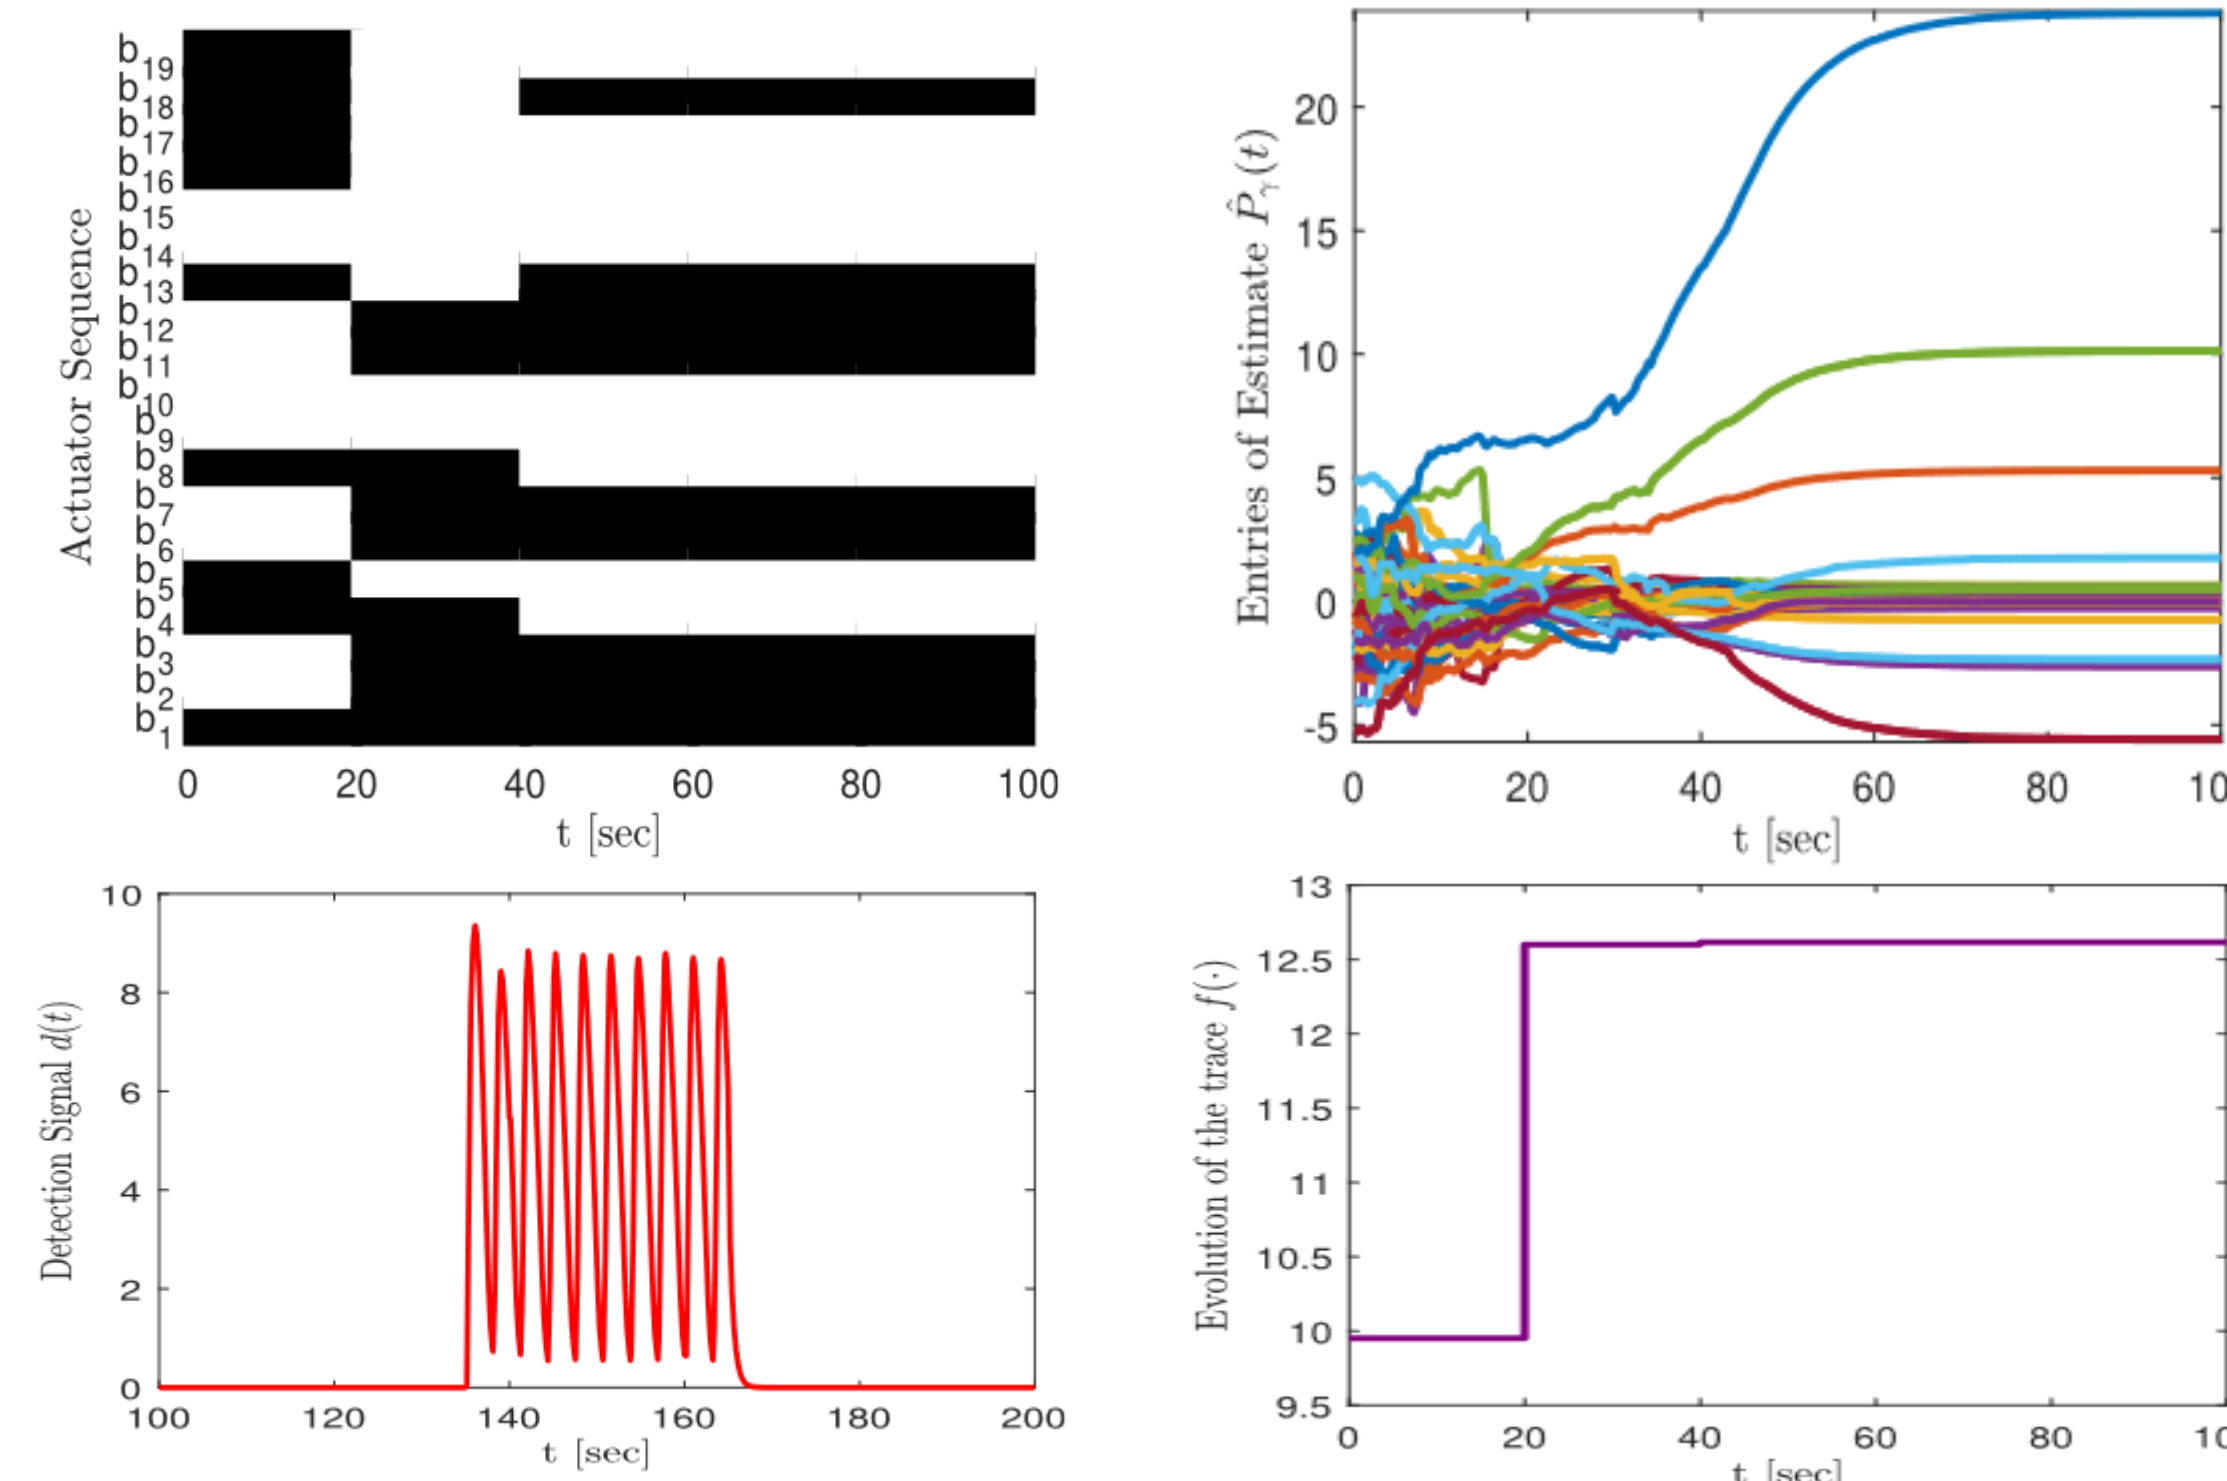 Actuator Sequence
b19
b18
b17
b16
b15
b14
b13
b12
b11
b10
b9
b8
b7
b6
b5
b4
b3
b2
b1
0 20 40 60 80 100
t [sec]
Entries of Estimate P̂γ(t)
20
15
10
5
0
-5
0 20 40 60 80 10
t [sec]
Detection Signal d(t)
10
8
6
4
2
0
100 120 140 160 180 200
t [sec]
Evolution of the trace f(·)
13
12.5
12
11.5
11
10.5
10
9.5
0 20 40 60 80 10
t [sec]